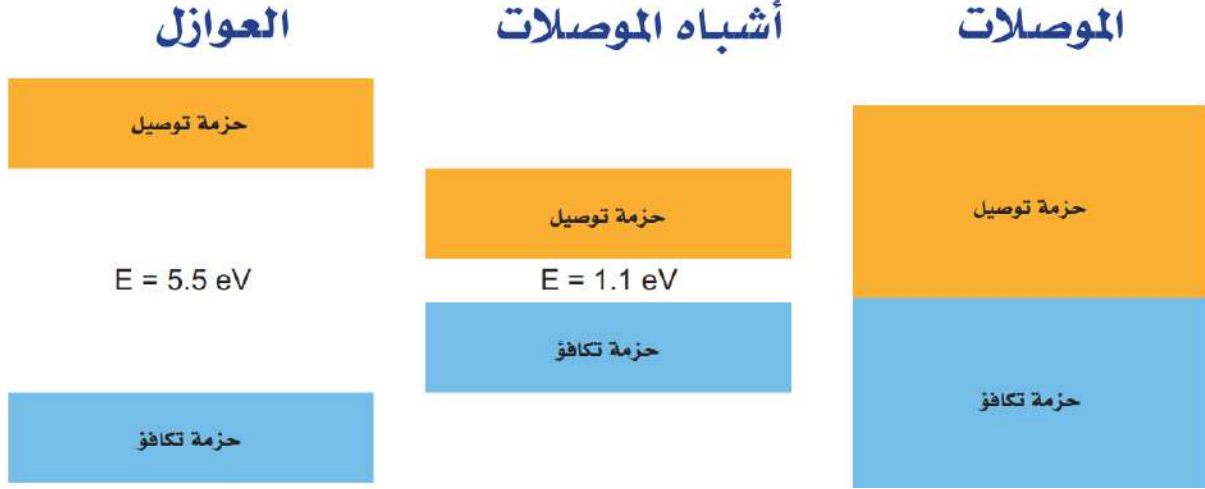 الموصلات
أشباه الموصلات
العوازل
حزمة توصيل
حزمة توصيل
حزمة توصيل
E = 1.1 eV
E = 5.5 eV
حزمة تكافؤ
حزمة تكافؤ
حزمة تكافؤ